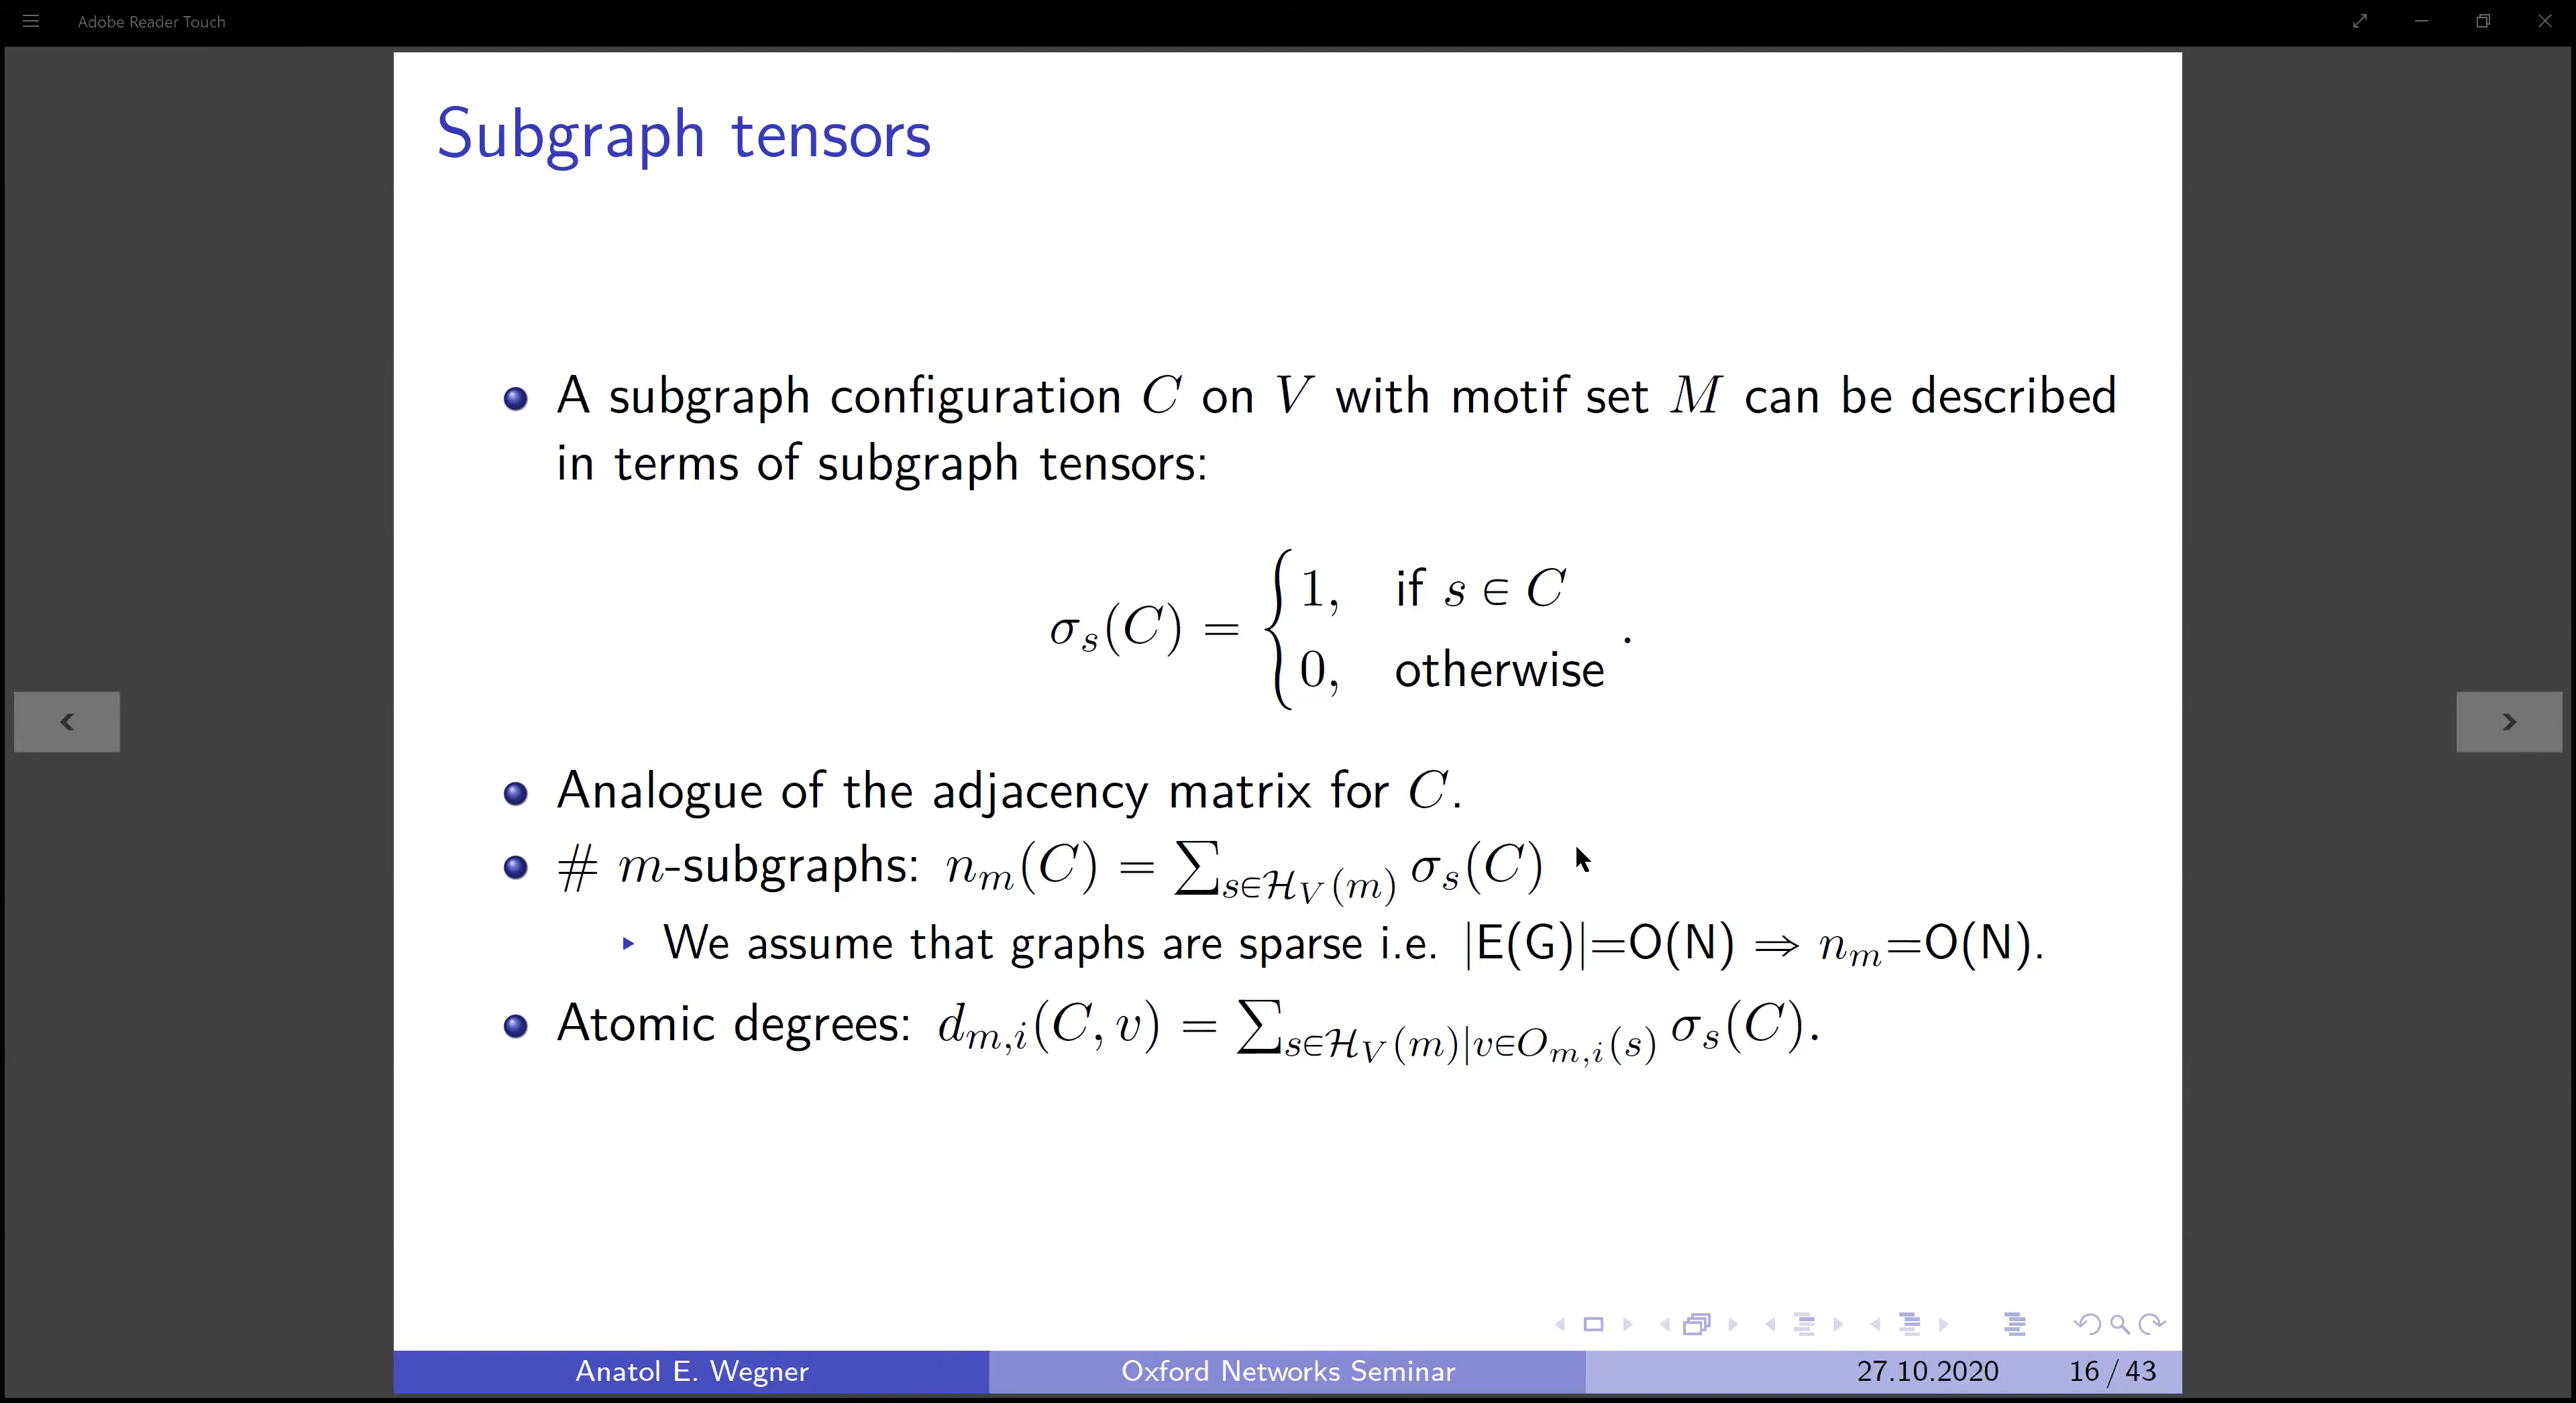 Adobe Reader Touch
Subgraph tensors
A subgraph configuration C on V with motif set M can be described
in terms of subgraph tensors:
σ_s(C) = { 1, if s ∈ C
0, otherwise .
Analogue of the adjacency matrix for C.
# m-subgraphs: n_m(C) = ∑_{s∈ℋ_V(m)} σ_s(C)
We assume that graphs are sparse i.e. |E(G)|=O(N) ⇒ n_m=O(N).
Atomic degrees: d_{m,i}(C, v) = ∑_{s∈ℋ_V(m)|v∈O_{m,i}(s)} σ_s(C).
Anatol E. Wegner Oxford Networks Seminar 27.10.2020 16 / 43